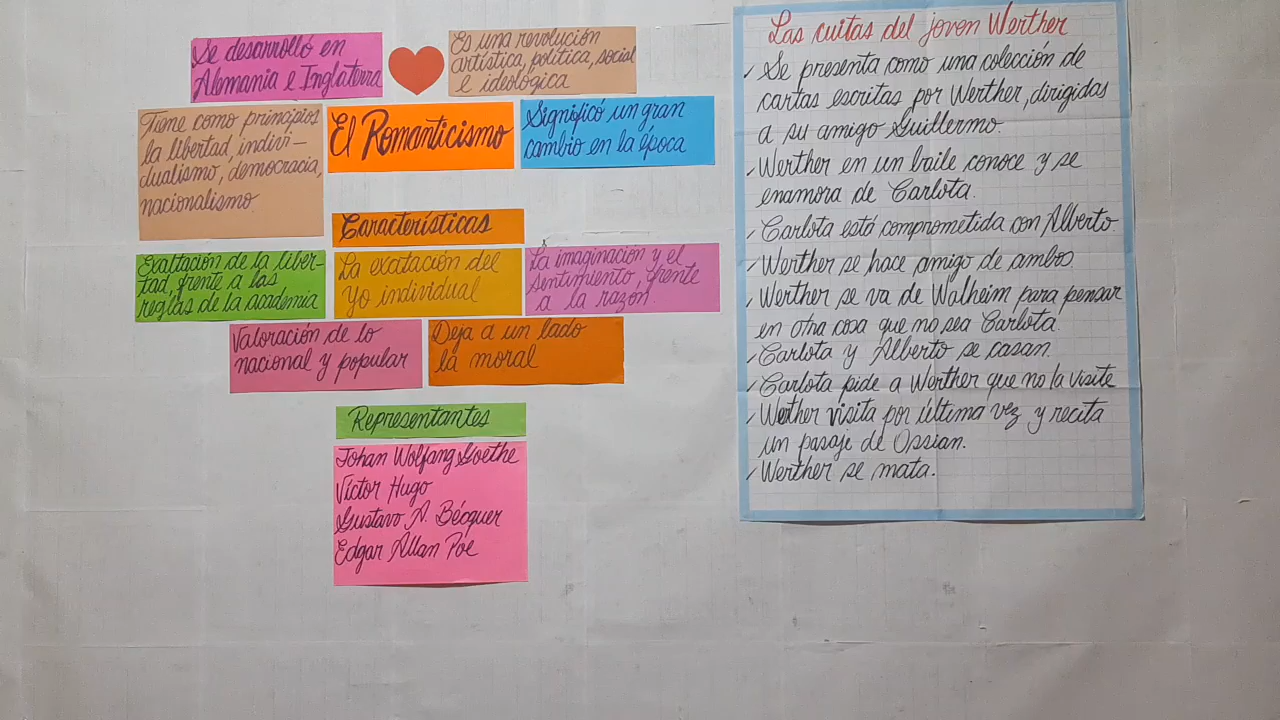 Se desarrolló en
Alemania e Inglaterra
Es una revolución
artística, política, social
e ideológica
Tiene como principios
la libertad, indivi-
dualismo, democracia,
nacionalismo.
El Romanticismo
Significó un gran
cambio en la época
Características
Exaltación de la liber-
tad, frente a las
reglas de la academia
La exaltación del
Yo individual
La imaginación y el
sentimiento, frente
a la razón.
Valoración de lo
nacional y popular
Deja a un lado
la moral
Representantes
Johan Wolfang Goethe
Víctor Hugo
Gustavo A. Bécquer
Edgar Allan Poe
Las cuitas del joven Werther
✓ Se presenta como una colección de
cartas escritas por Werther, dirigidas
a su amigo Guillermo.
✓ Werther en un baile conoce y se
enamora de Carlota.
✓ Carlota está comprometida con Alberto.
✓ Werther se hace amigo de ambos.
✓ Werther se va de Walheim para pensar
en otra cosa que no sea Carlota.
✓ Carlota y Alberto se casan.
✓ Carlota pide a Werther que no la visite
✓ Werther visita por última vez y recita
un pasaje de Ossian.
✓ Werther se mata.